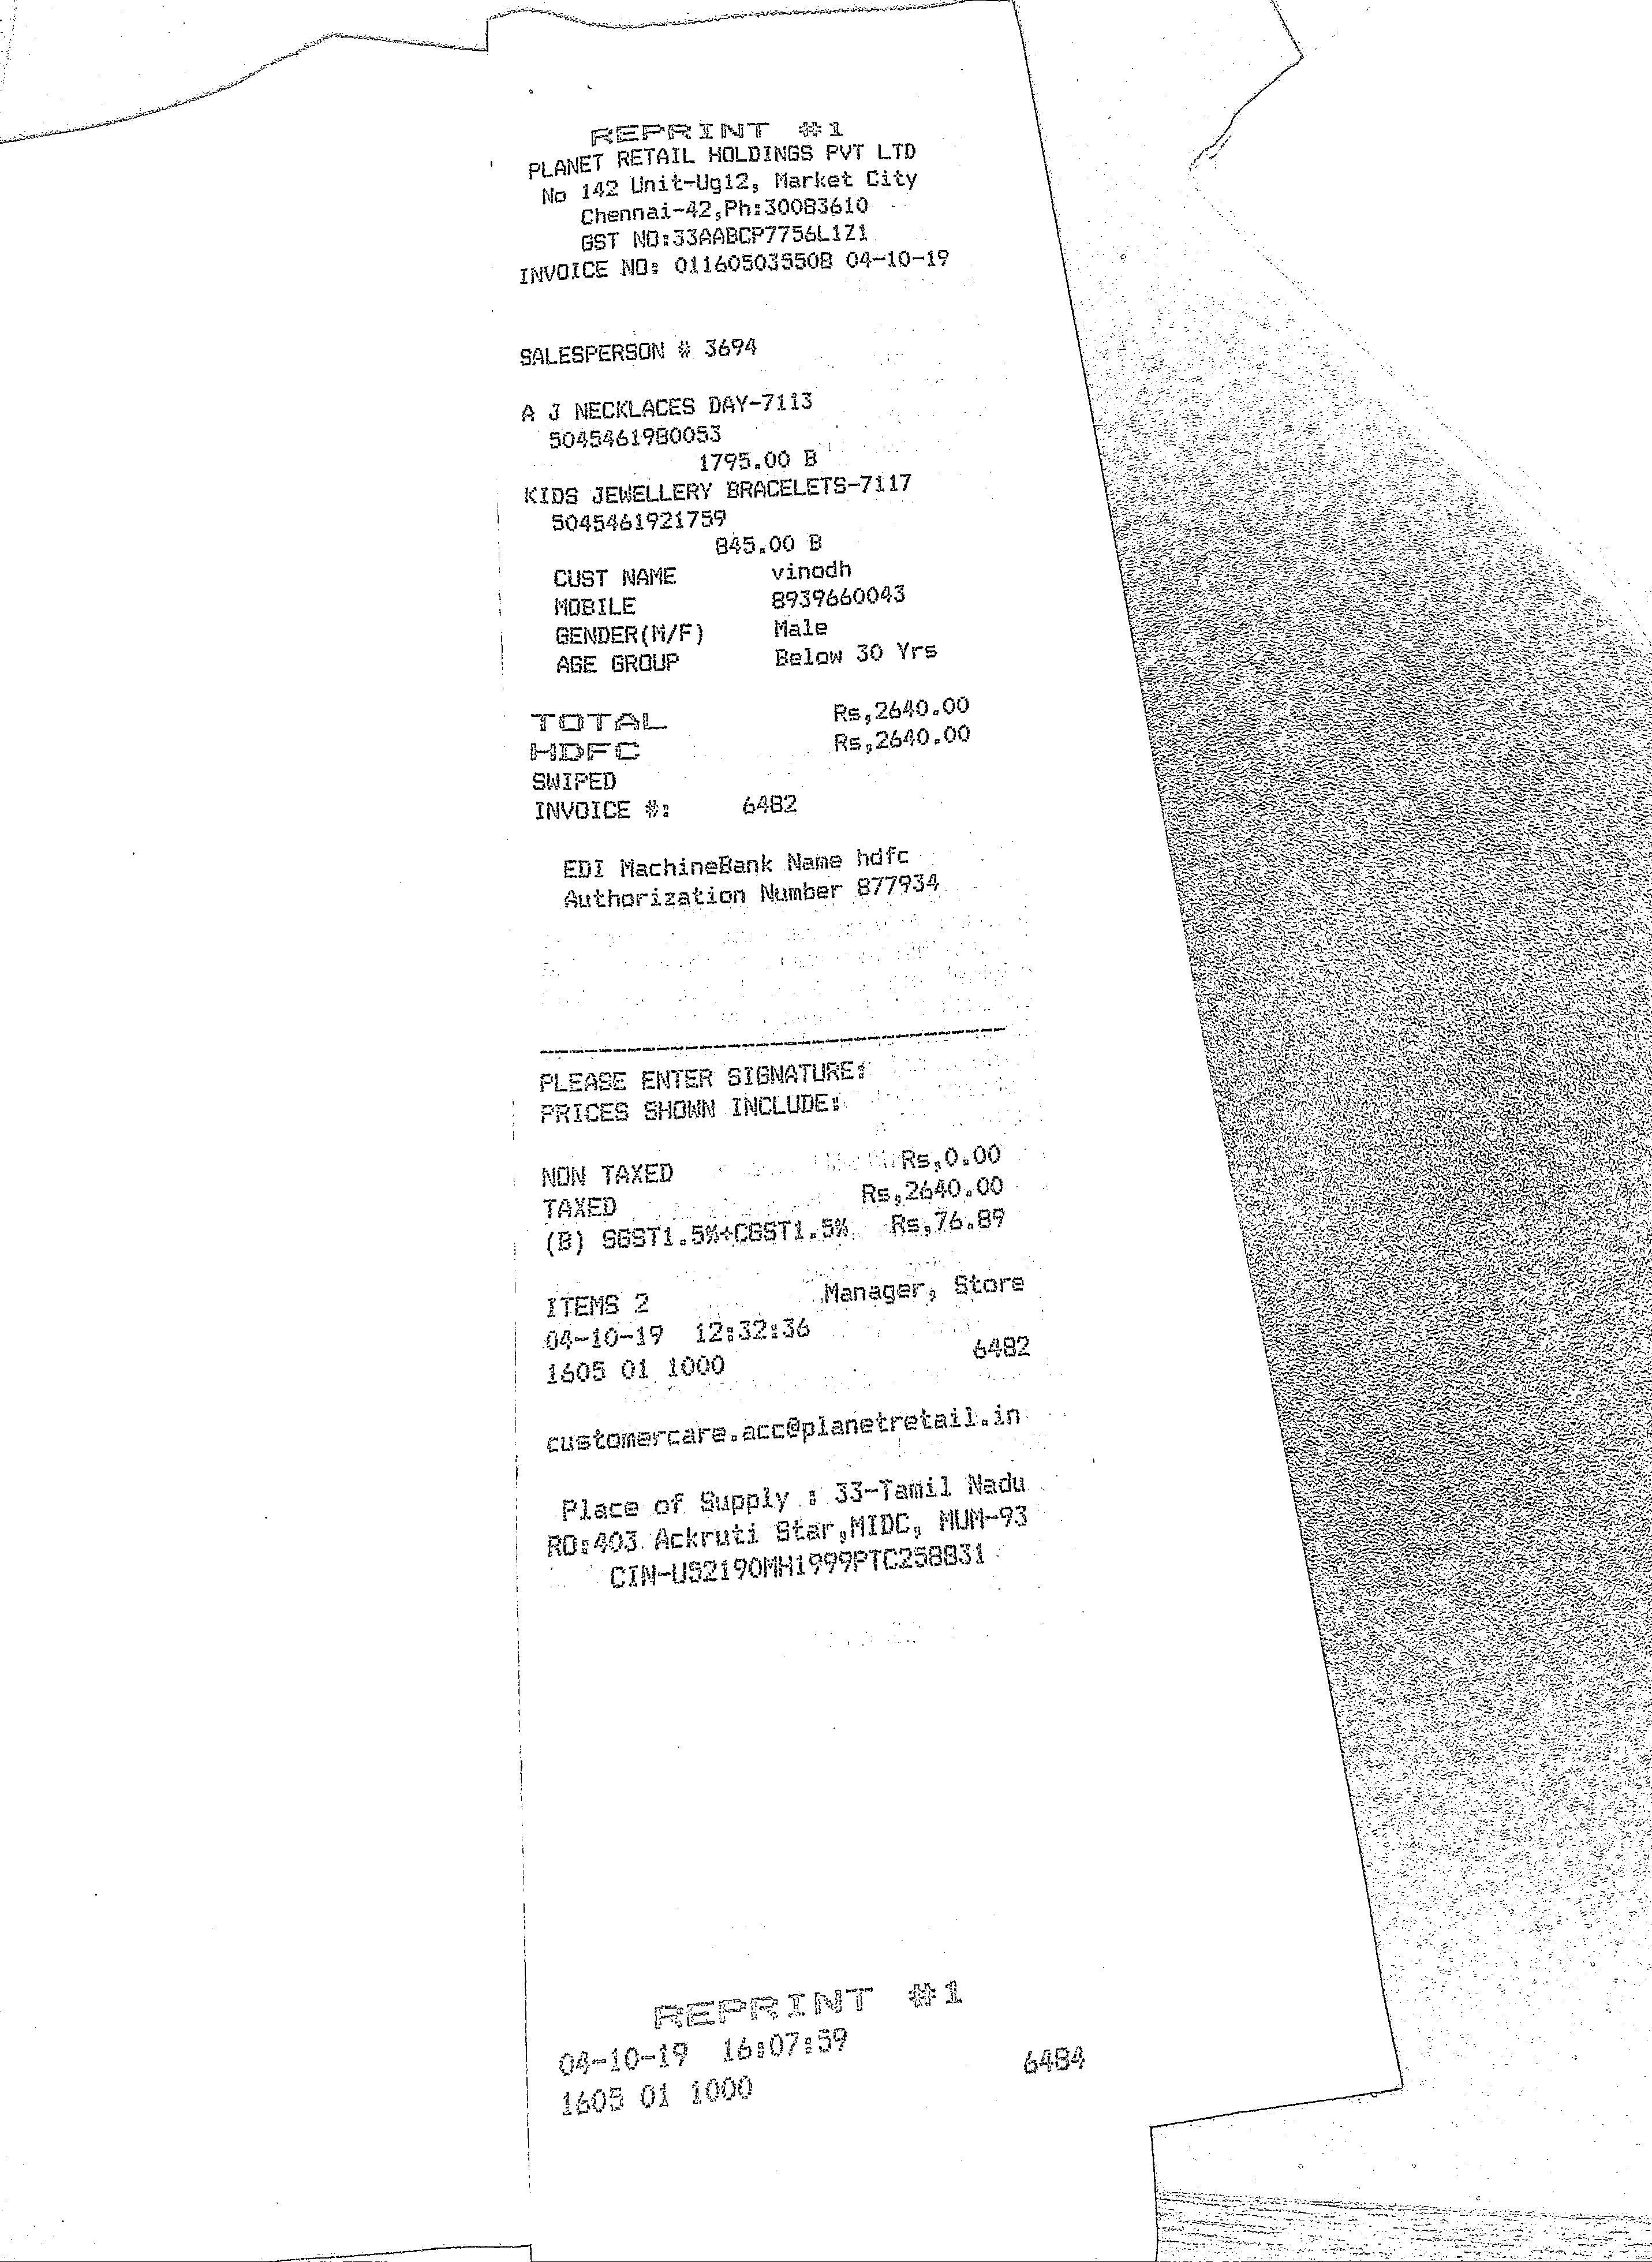 REPRINT #1
PLANET RETAIL HOLDINGS PVT LTD
No 142 Unit-Ug12, Market City
Chennai-42,Ph:30083610
GST NO:33AABCP7756L1Z1
INVOICE NO: 011605035508 04-10-19
SALESPERSON # 3694
A J NECKLACES DAY-7113
5045461980053
1795.00 B
KIDS JEWELLERY BRACELETS-7117
5045461921759
845.00 B
CUST NAME vinodh
MOBILE 8939660043
GENDER(M/F) Male
AGE GROUP Below 30 Yrs
TOTAL Rs,2640.00
HDFC Rs,2640.00
SWIPED
INVOICE #: 6482
EDI MachineBank Name hdfc
Authorization Number 877934
PLEASE ENTER SIGNATURE:
PRICES SHOWN INCLUDE:
NON TAXED Rs,0.00
TAXED Rs,2640.00
(B) SGST1.5%+CGST1.5% Rs,76.89
ITEMS 2 Manager, Store
04-10-19 12:32:36
1605 01 1000 6482
customercare.acc@planetretail.in
Place of Supply : 33-Tamil Nadu
RO:403 Ackruti Star,MIDC, MUM-93
CIN-U52190MH1999PTC258831
REPRINT #1
04-10-19 16:07:59
1605 01 1000 6484